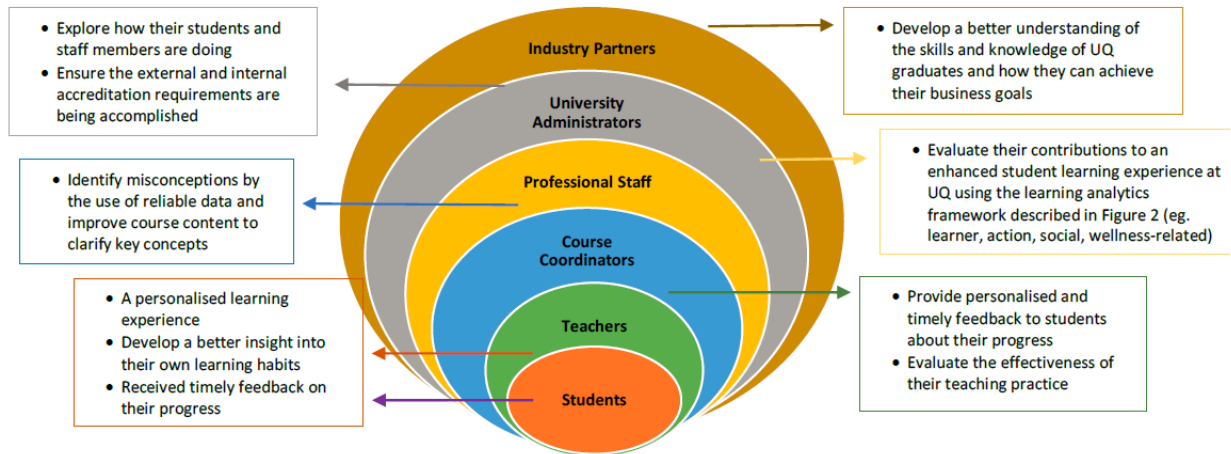 • Explore how their students and
staff members are doing
• Ensure the external and internal
accreditation requirements are
being accomplished
• Identify misconceptions by
the use of reliable data and
improve course content to
clarify key concepts
• A personalised learning
experience
• Develop a better insight into
their own learning habits
• Received timely feedback on
their progress
Industry Partners
University
Administrators
Professional Staff
Course
Coordinators
Teachers
Students
• Develop a better understanding of
the skills and knowledge of UQ
graduates and how they can achieve
their business goals
• Evaluate their contributions to an
enhanced student learning experience at
UQ using the learning analytics
framework described in Figure 2 (eg.
learner, action, social, wellness-related)
• Provide personalised and
timely feedback to students
about their progress
• Evaluate the effectiveness of
their teaching practice